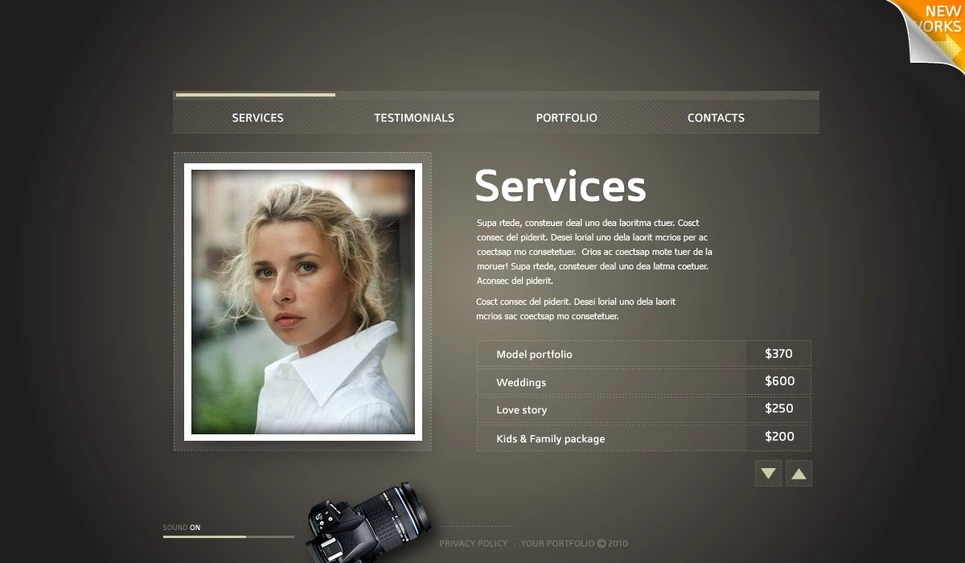 NEW
WORKS
SERVICES
TESTIMONIALS
PORTFOLIO
CONTACTS
Services
Supa rtede, consteuer deal uno dea laoritma ctuer. Cosct
consec del piderit. Desei lorial uno dela laorit mcrios per ac
coectsap mo consetetuer.  Crios ac coectsap mote tuer de la
moruer! Supa rtede, consteuer deal uno dea latma coetuer.
Aconsec del piderit.
Cosct consec del piderit. Desei lorial uno dela laorit
mcrios sac coectsap mo consetetuer.
Model portfolio $370
Weddings $600
Love story $250
Kids & Family package $200
SOUND ON
PRIVACY POLICY › YOUR PORTFOLIO © 2010